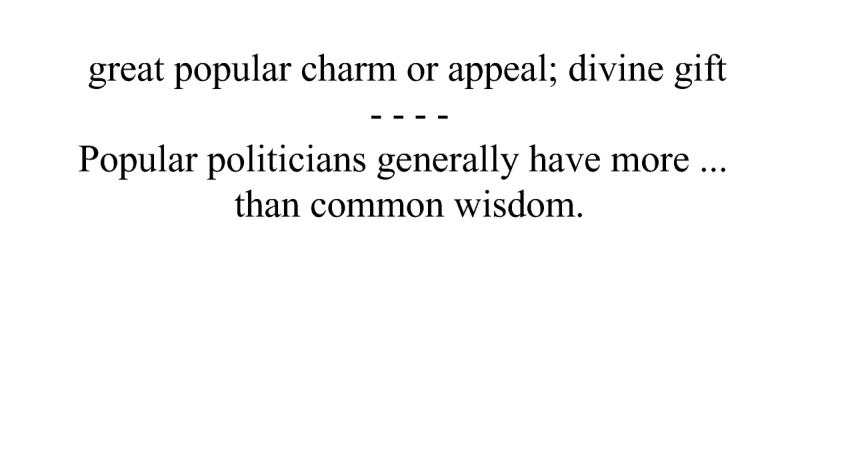 great popular charm or appeal; divine gift
- - - -
Popular politicians generally have more ...
than common wisdom.